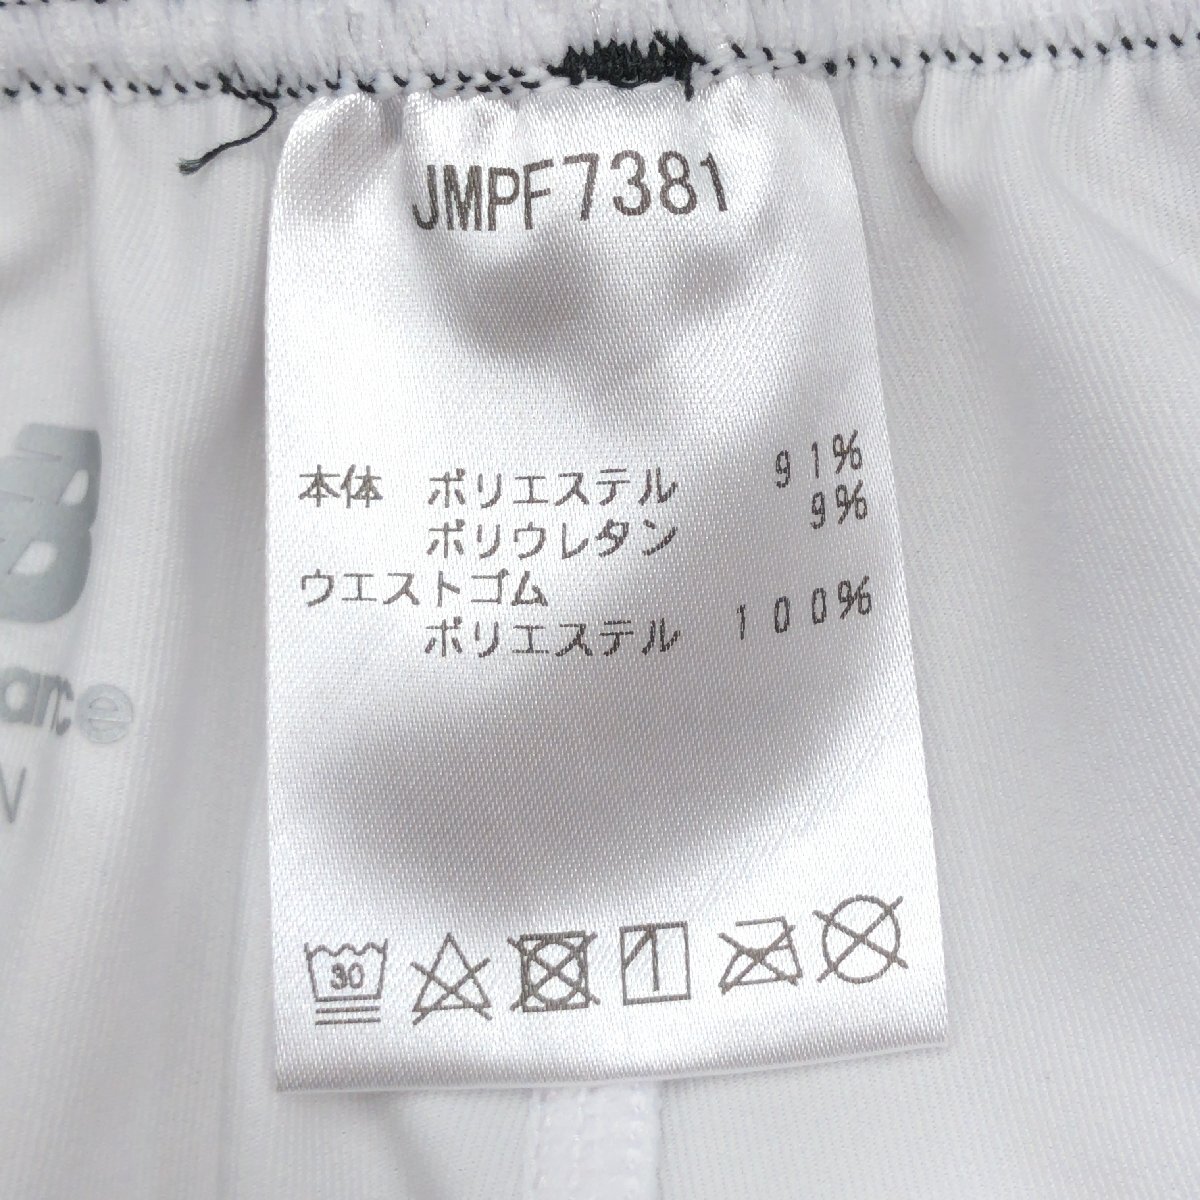 JMPF7381
本体 ポリエステル 91%
ポリウレタン 9%
ウエストゴム
ポリエステル 100%
30